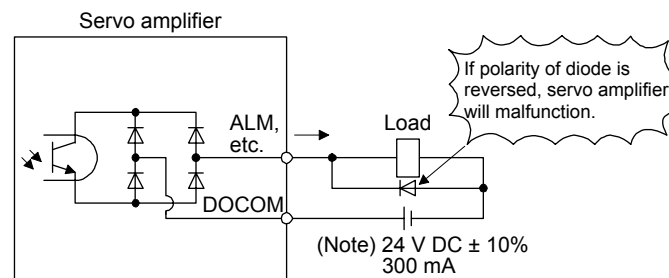 Servo amplifier
If polarity of diode is
reversed, servo amplifier
will malfunction.
ALM,
etc.
Load
DOCOM
(Note) 24 V DC ± 10%
300 mA